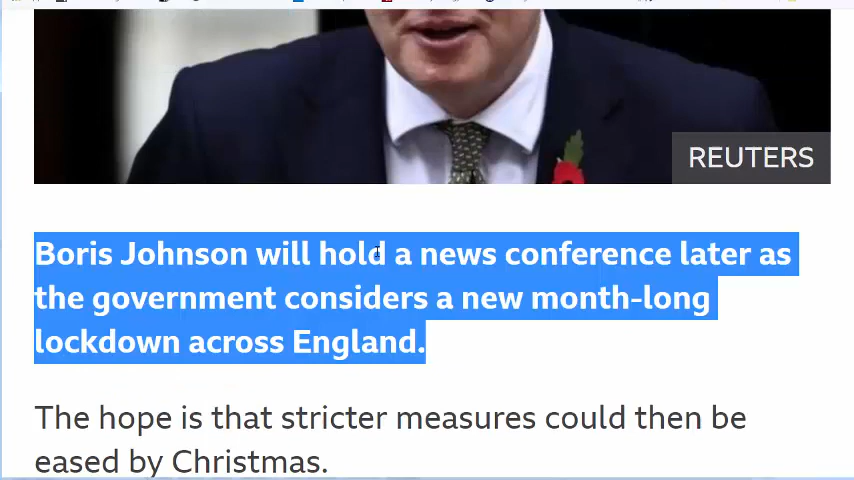 REUTERS
Boris Johnson will hold a news conference later as
the government considers a new month-long
lockdown across England.
The hope is that stricter measures could then be
eased by Christmas.